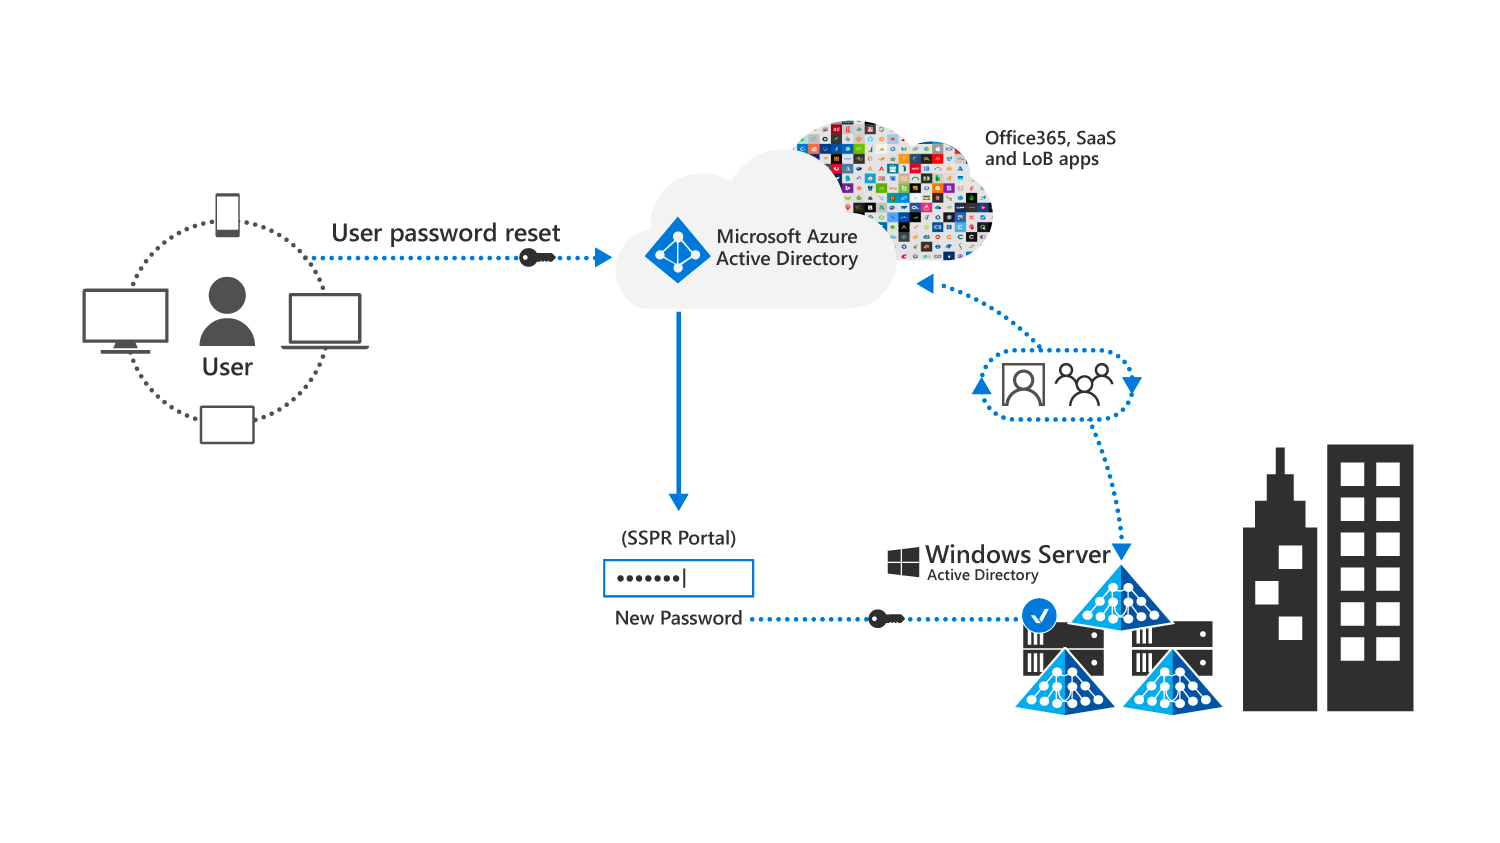 Office365, SaaS
and LoB apps
User password reset
Microsoft Azure
Active Directory
User
(SSPR Portal)
New Password
Windows Server
Active Directory